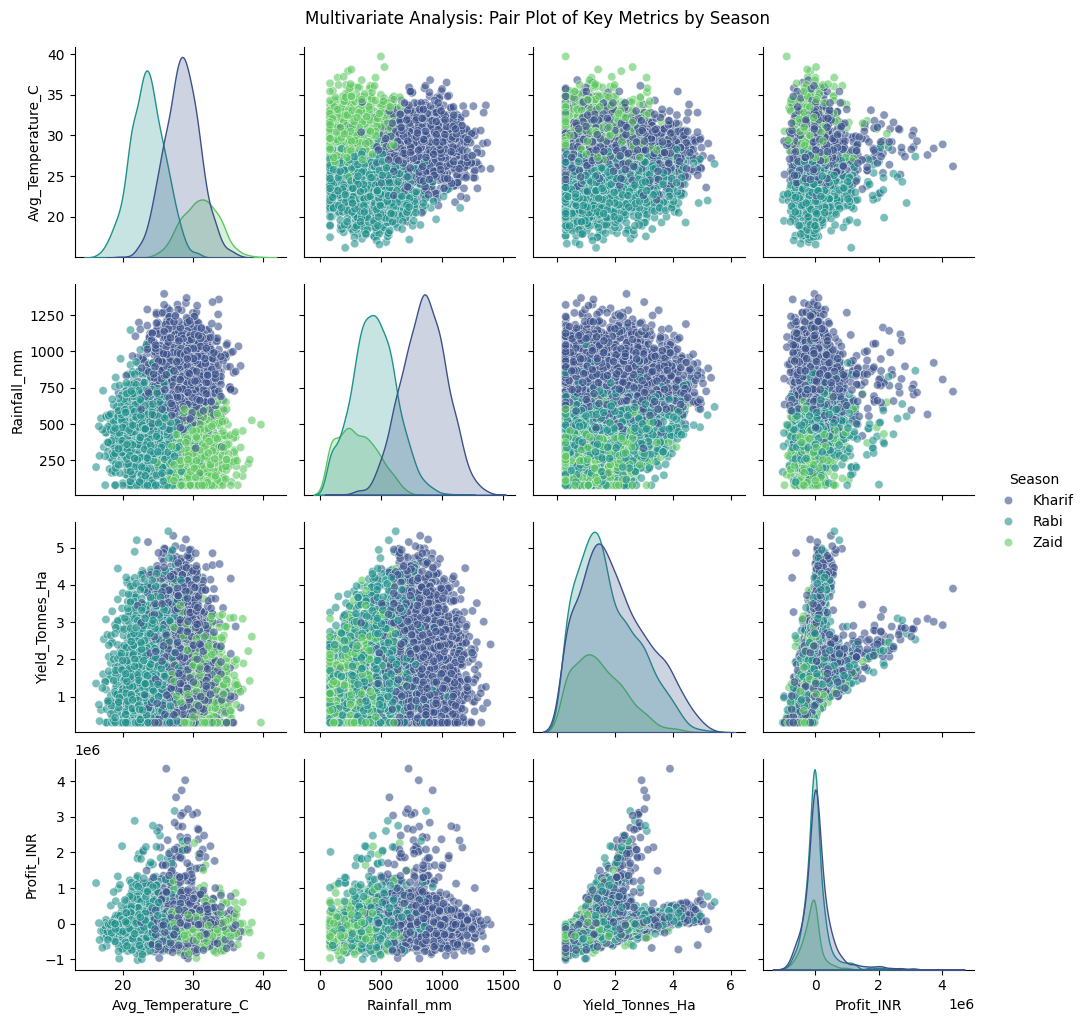 Multivariate Analysis: Pair Plot of Key Metrics by Season
Avg_Temperature_C
40
35
30
25
20
Rainfall_mm
1250
1000
750
500
250
Season
Kharif
Rabi
Zaid
Yield_Tonnes_Ha
5
4
3
2
1
1e6
Profit_INR
4
3
2
1
0
−1
20 30 40
0 500 1000 1500
0 2 4 6
0 2 4
1e6
Avg_Temperature_C
Rainfall_mm
Yield_Tonnes_Ha
Profit_INR